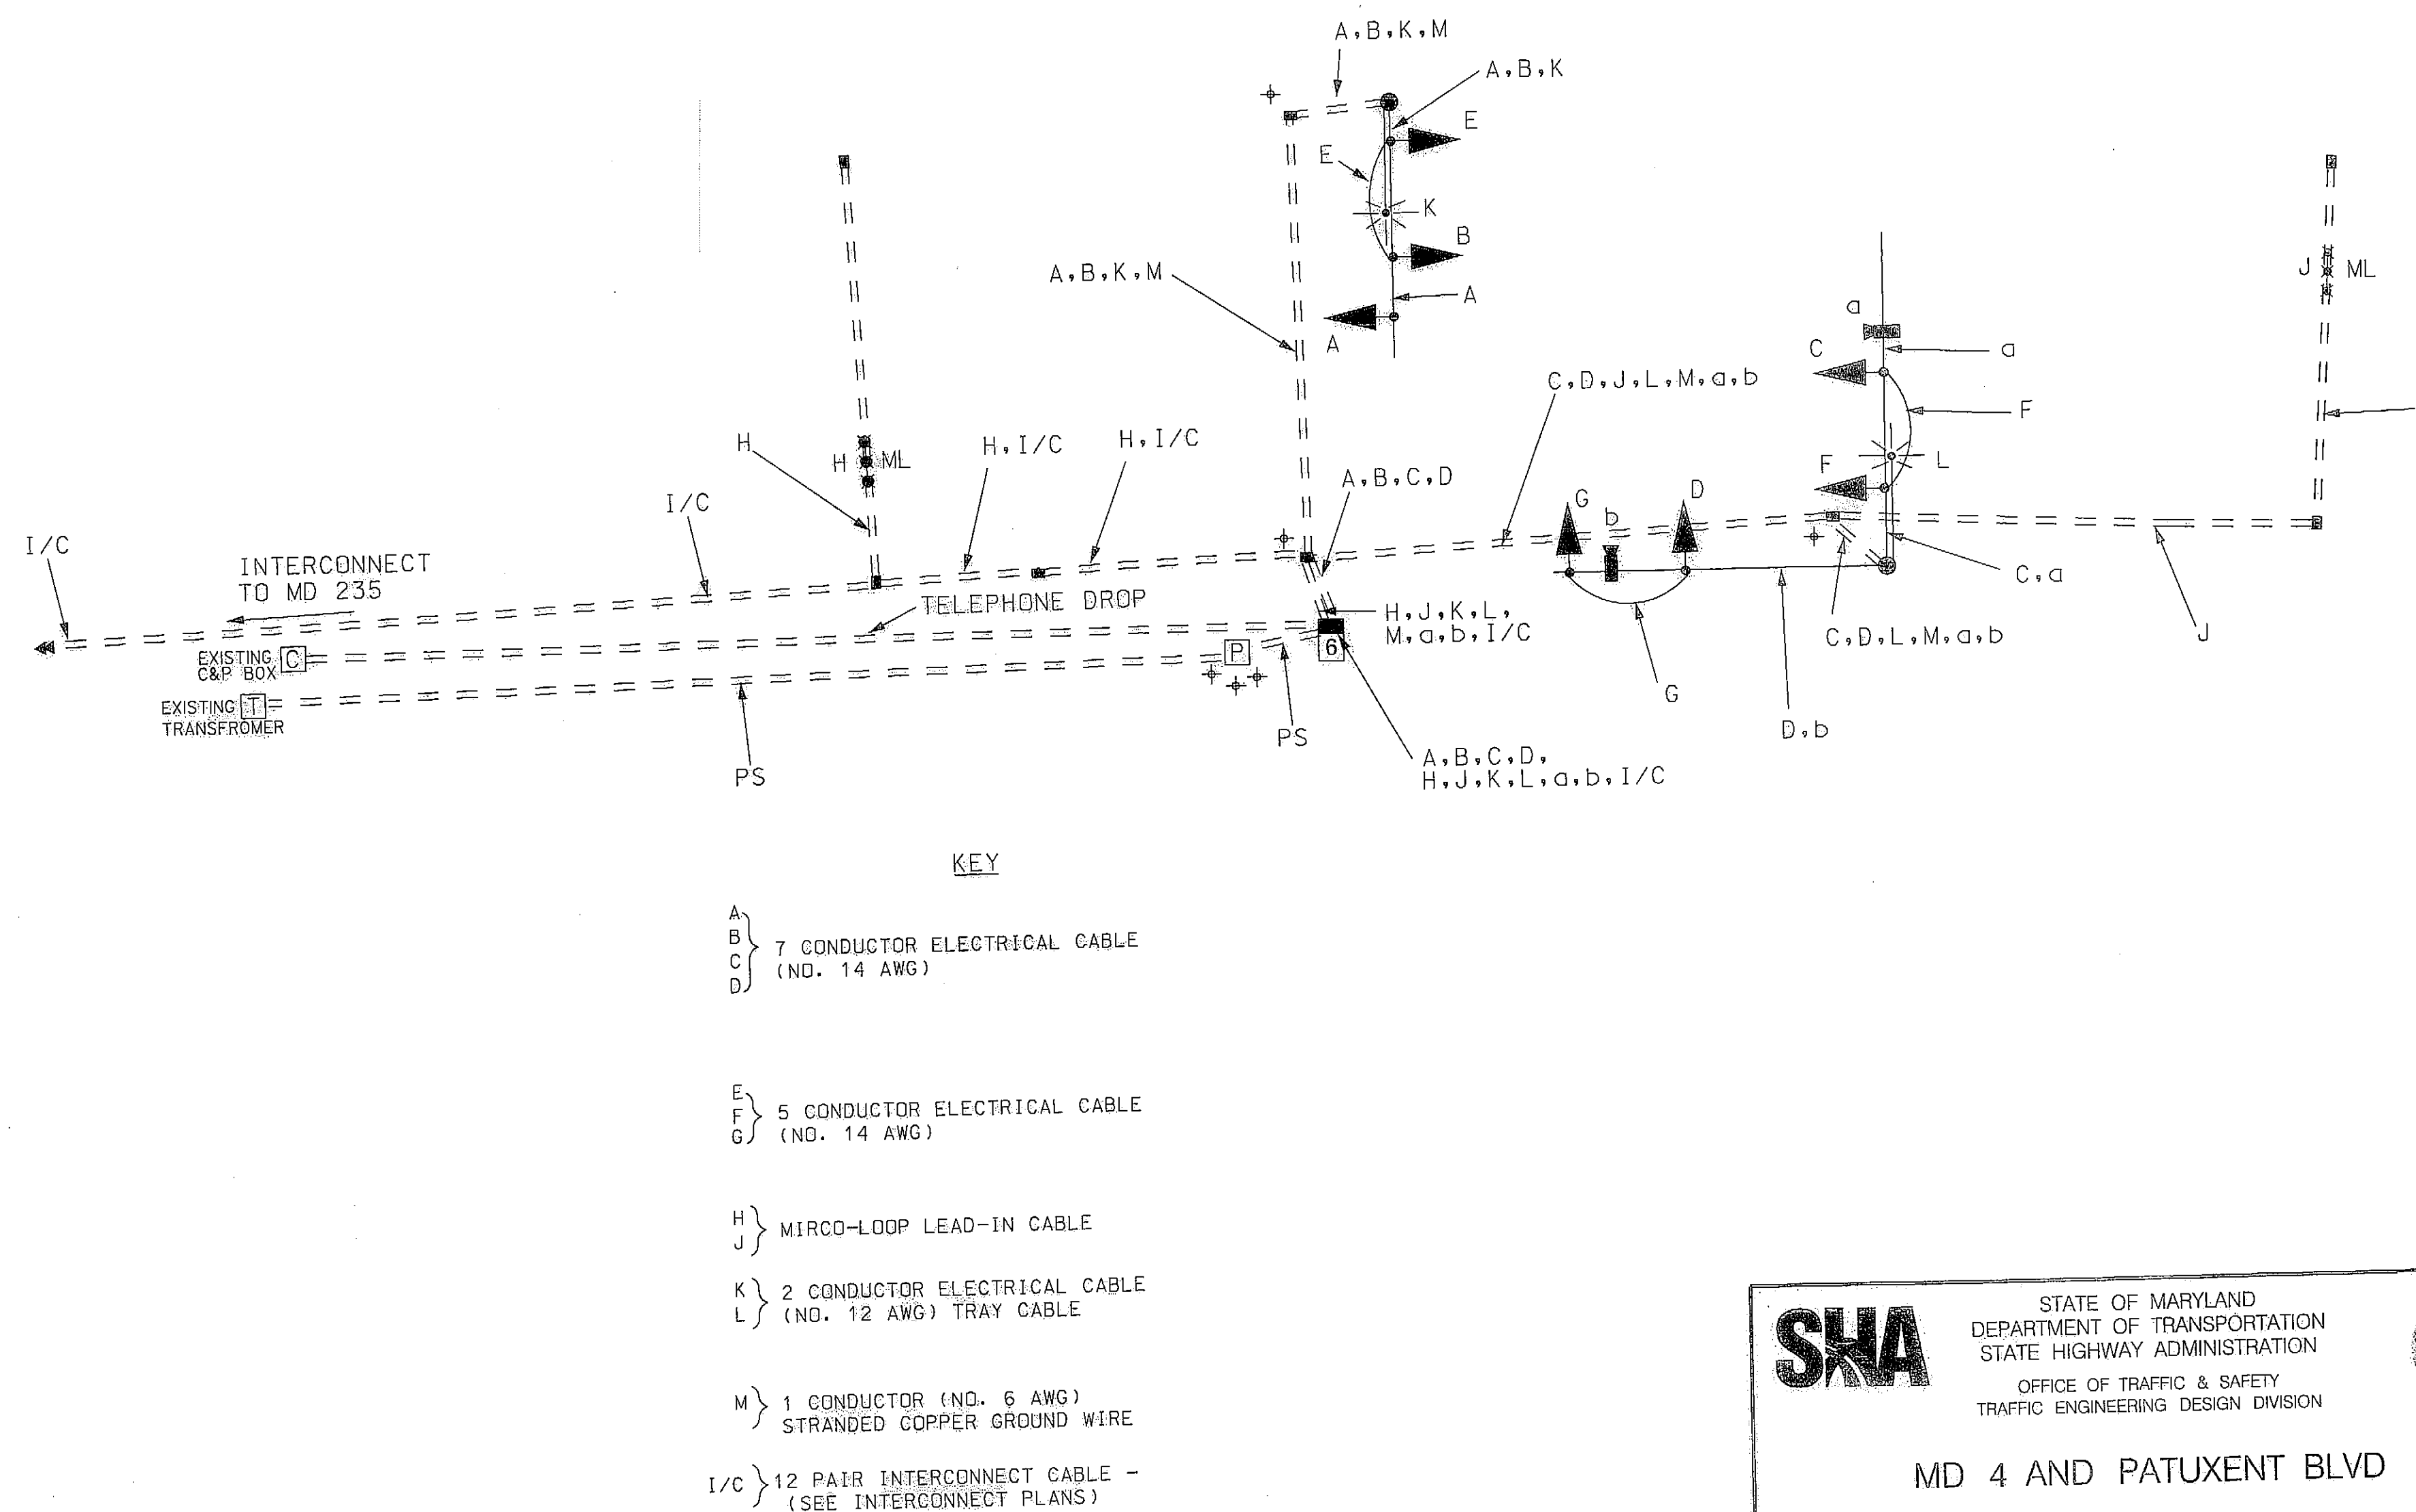 A,B,K,M
A,B,K
E
E
K
B
A,B,K,M
A
A
J ML
a
C
a
C,D,J,L,M,a,b
F
H
H ML
H,I/C
H,I/C
A,B,C,D
F
L
I/C
G
b
D
I/C
INTERCONNECT
TO MD 235
TELEPHONE DROP
C,a
H,J,K,L,
M,a,b,I/C
C,D,L,M,a,b
J
EXISTING
C&P BOX
C
P
6
G
EXISTING
TRANSFROMER
T
PS
PS
D,b
A,B,C,D,
H,J,K,L,a,b,I/C
KEY
A
B
C
D
7 CONDUCTOR ELECTRICAL CABLE
(NO. 14 AWG)
E
F
G
5 CONDUCTOR ELECTRICAL CABLE
(NO. 14 AWG)
H
J
MIRCO-LOOP LEAD-IN CABLE
K
L
2 CONDUCTOR ELECTRICAL CABLE
(NO. 12 AWG) TRAY CABLE
M
1 CONDUCTOR (NO. 6 AWG)
STRANDED COPPER GROUND WIRE
I/C
12 PAIR INTERCONNECT CABLE -
(SEE INTERCONNECT PLANS)
SHA
STATE OF MARYLAND
DEPARTMENT OF TRANSPORTATION
STATE HIGHWAY ADMINISTRATION
OFFICE OF TRAFFIC & SAFETY
TRAFFIC ENGINEERING DESIGN DIVISION
MD 4 AND PATUXENT BLVD